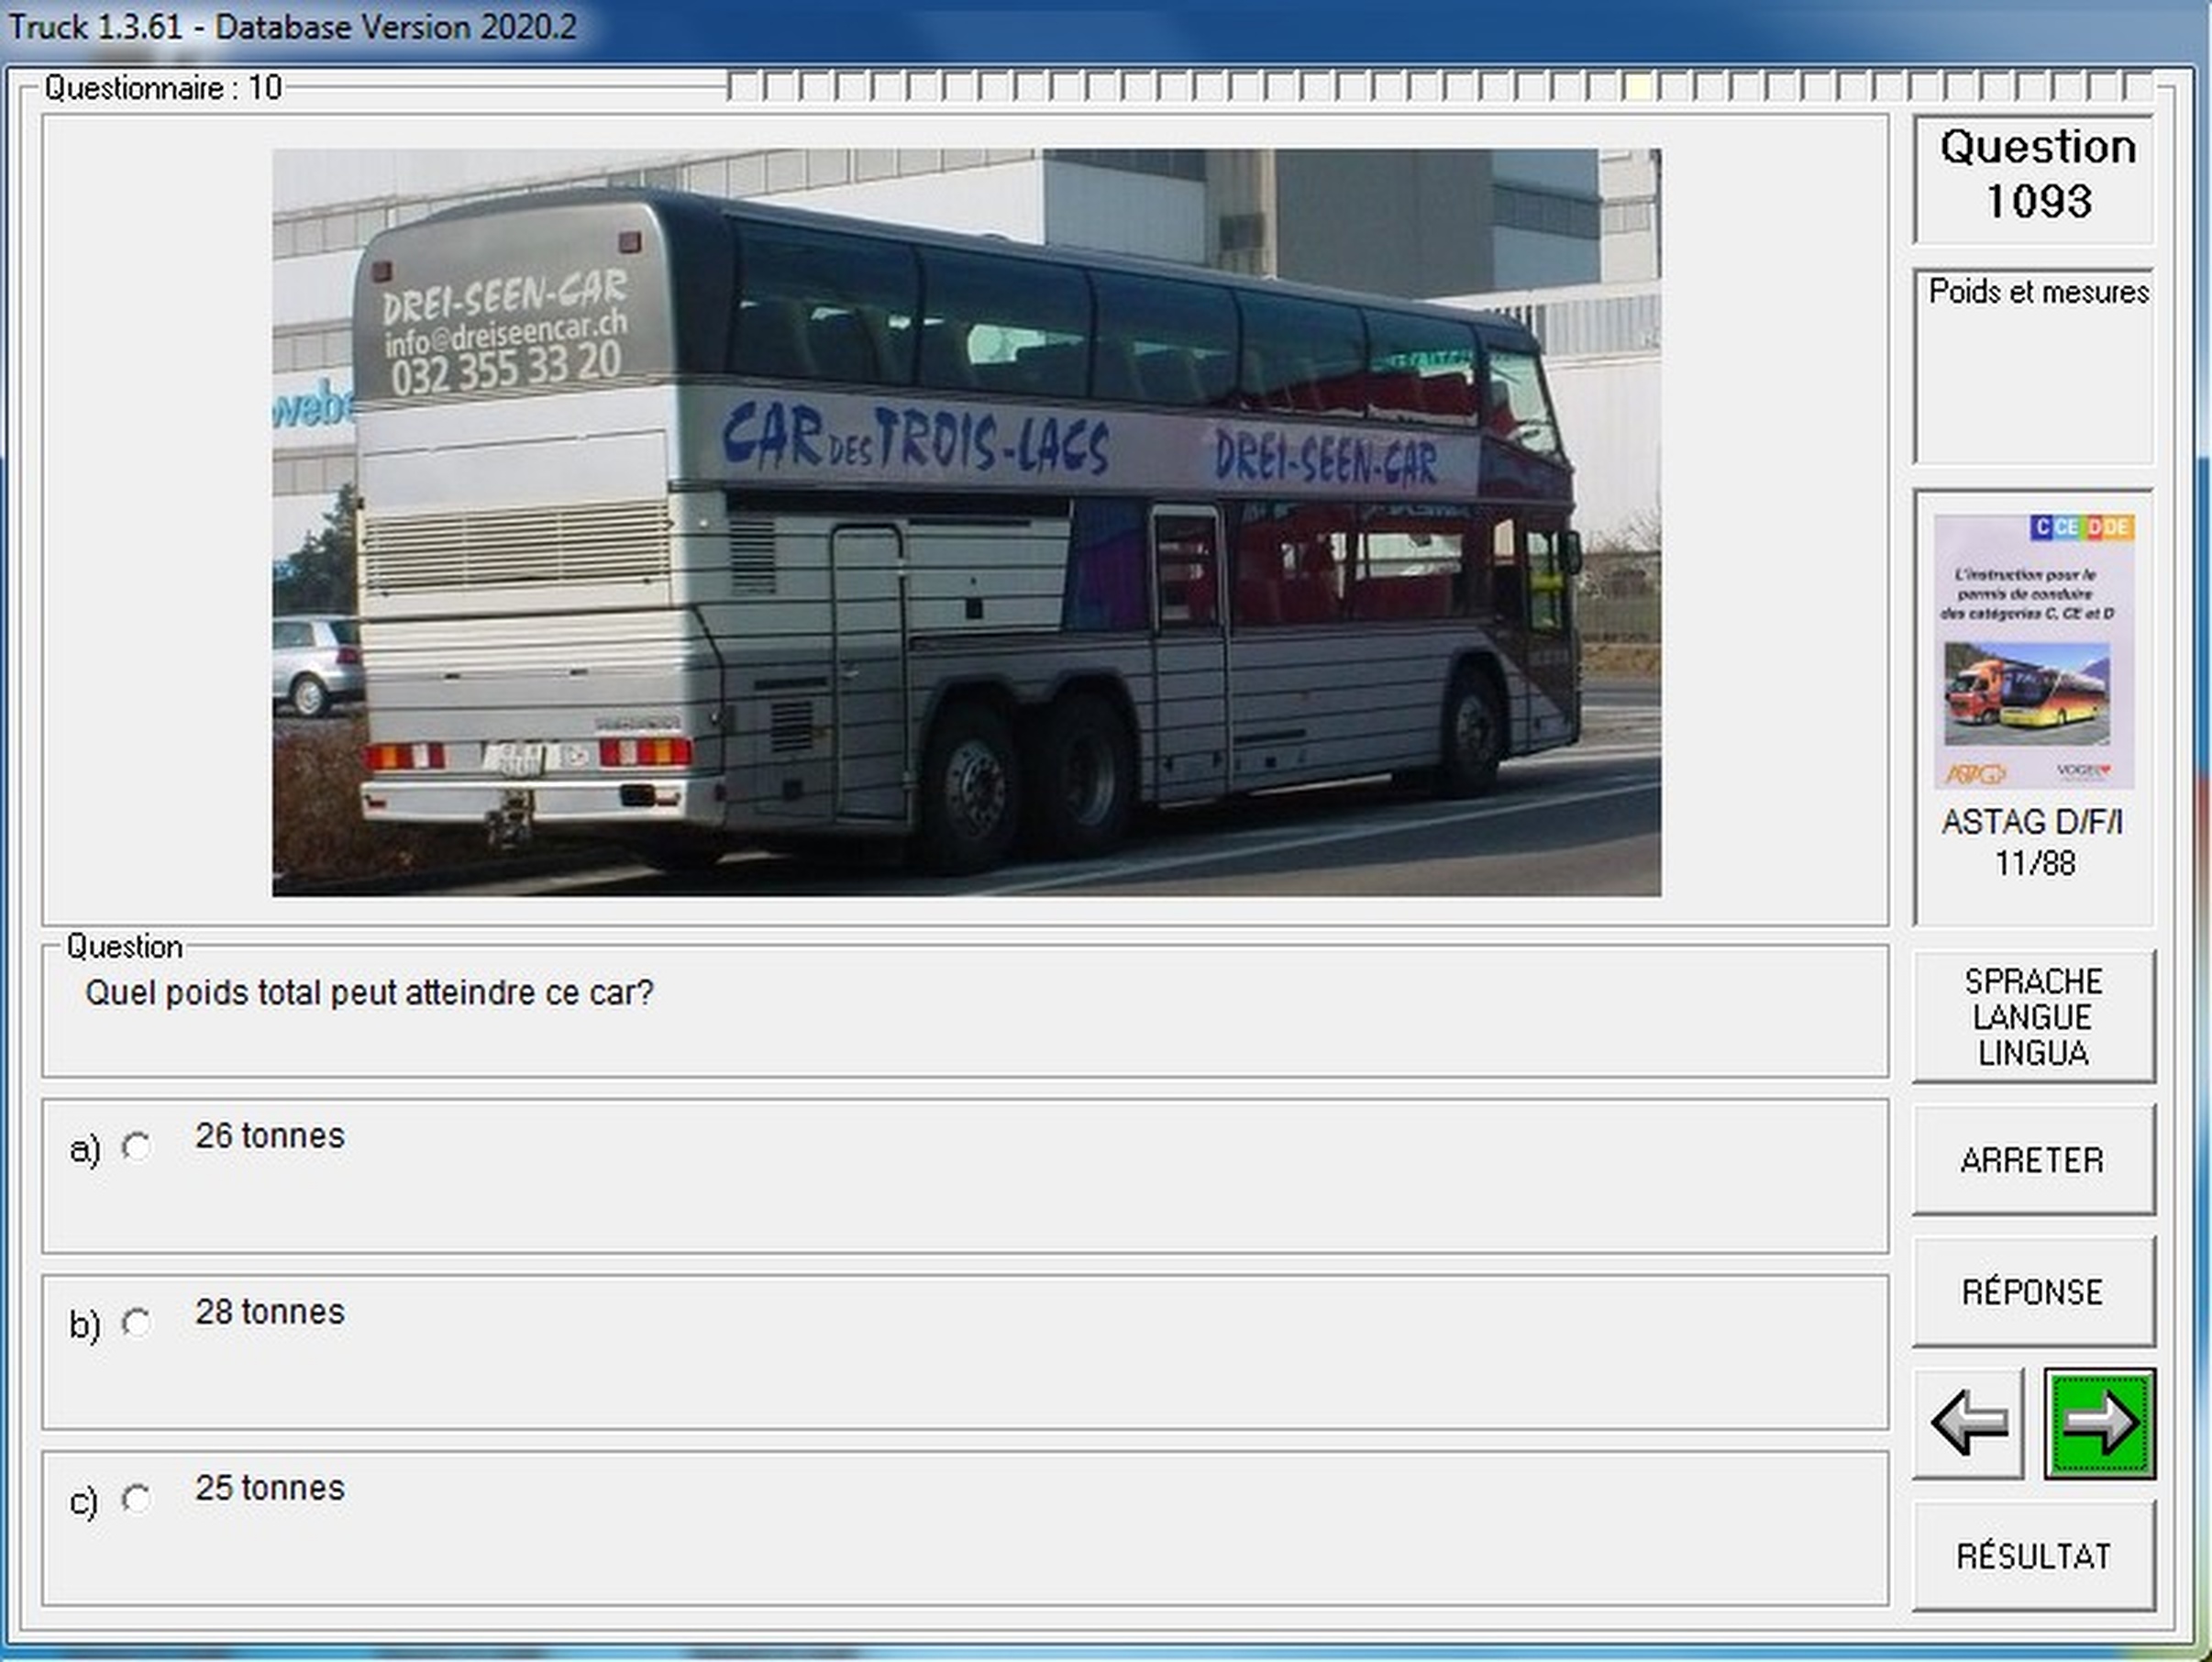 Truck 1.3.61 - Database Version 2020.2
Questionnaire : 10
DREI-SEEN-CAR
info@dreiseencar.ch
032 355 33 20
CAR DES TROIS-LACS
DREI-SEEN-CAR
Question
1093
Poids et mesures
C CE D DE
L'instruction pour le
permis de conduire
des catégories C, CE et D
ASTAG
VOGEL
ASTAG D/F/I
11/88
Question
Quel poids total peut atteindre ce car?
a) 26 tonnes
b) 28 tonnes
c) 25 tonnes
SPRACHE
LANGUE
LINGUA
ARRETER
RÉPONSE
RÉSULTAT